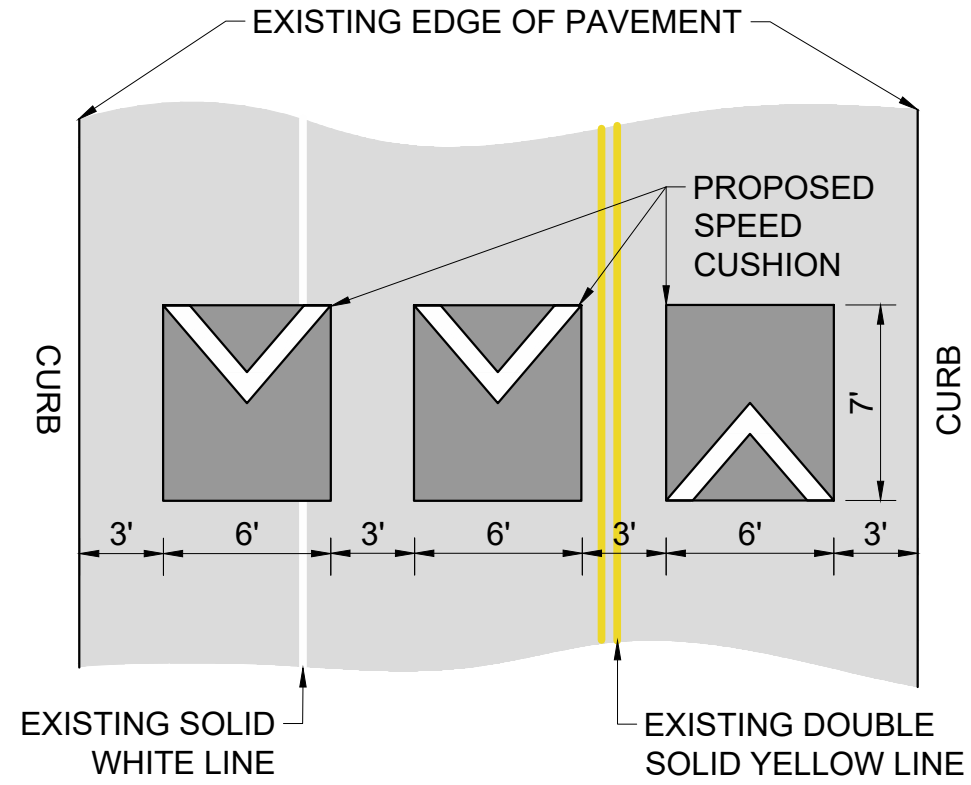 EXISTING EDGE OF PAVEMENT
PROPOSED
SPEED
CUSHION
CURB
CURB
7'
3'
6'
3'
6'
3'
6'
3'
EXISTING SOLID
WHITE LINE
EXISTING DOUBLE
SOLID YELLOW LINE